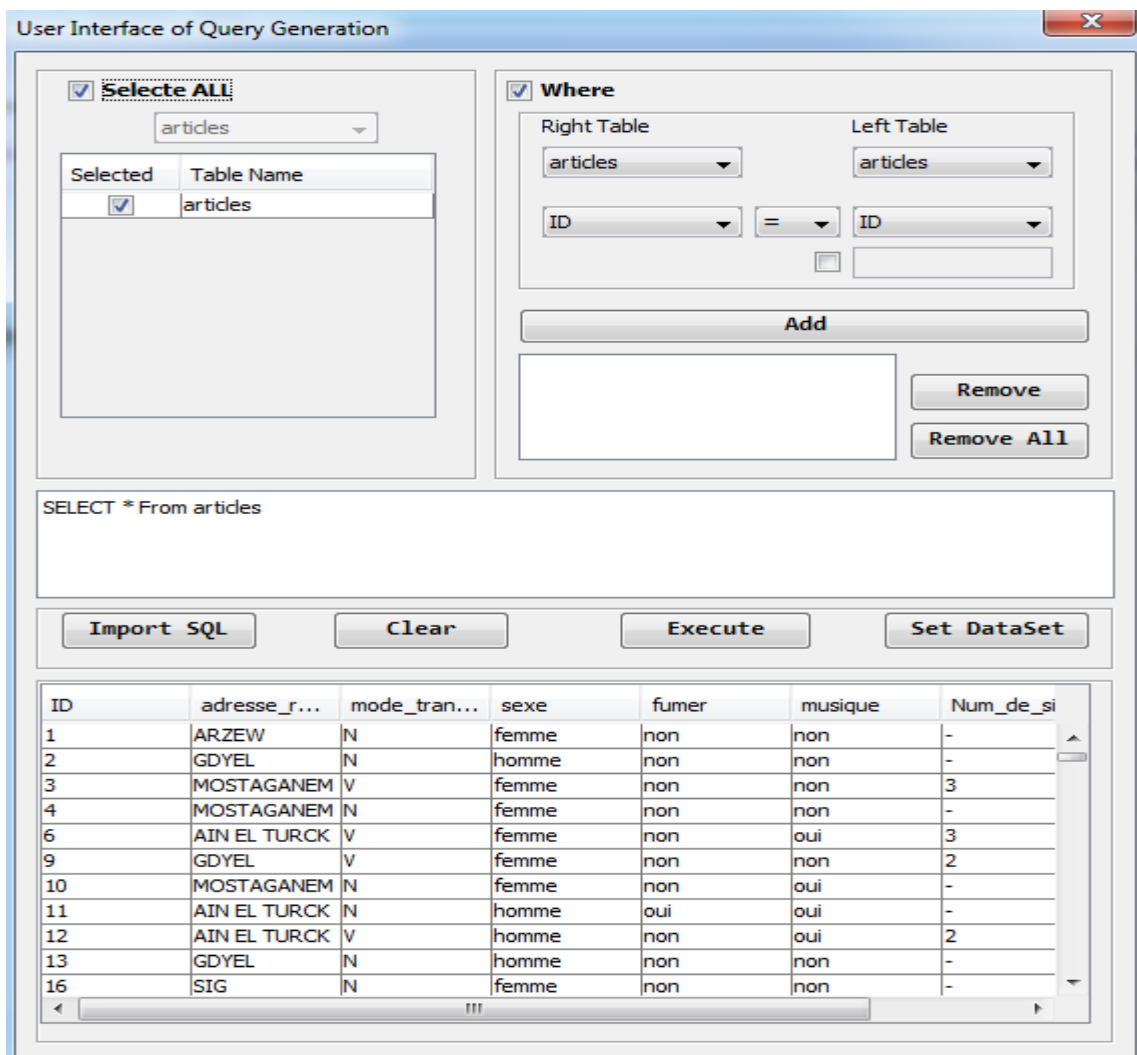 User Interface of Query Generation
Selecte ALL
articles
Selected Table Name
articles
Where
Right Table Left Table
articles articles
ID = ID
Add
Remove
Remove All
SELECT * From articles
Import SQL Clear Execute Set DataSet
ID adresse_r... mode_tran... sexe fumer musique Num_de_si
1 ARZEW N femme non non -
2 GDYEL N homme non non -
3 MOSTAGANEM V femme non non 3
4 MOSTAGANEM N femme non non -
6 AIN EL TURCK V femme non oui 3
9 GDYEL V femme non non 2
10 MOSTAGANEM N femme non oui -
11 AIN EL TURCK N homme oui oui -
12 AIN EL TURCK V homme non oui 2
13 GDYEL N homme non non -
16 SIG N femme non non -